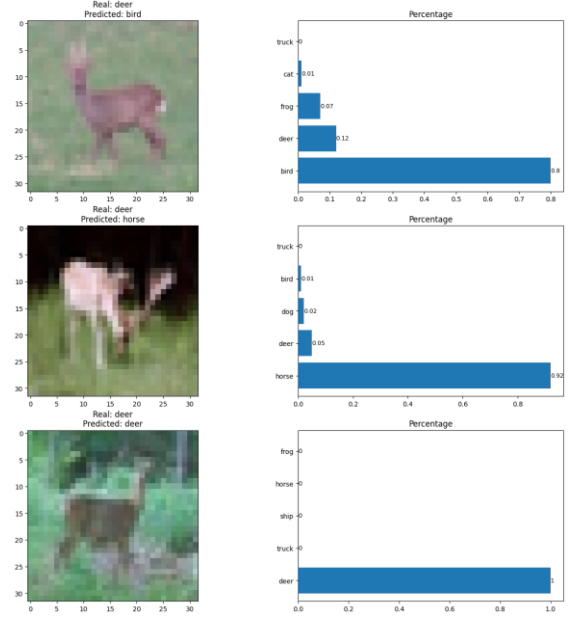 Real: deer
Predicted: bird
0
5
10
15
20
25
30
0 5 10 15 20 25 30
Percentage
truck 0
cat 0.01
frog 0.07
deer 0.12
bird 0.8
0.0 0.1 0.2 0.3 0.4 0.5 0.6 0.7 0.8
Real: deer
Predicted: horse
0
5
10
15
20
25
30
0 5 10 15 20 25 30
Percentage
truck 0
bird 0.01
dog 0.02
deer 0.05
horse 0.92
0.0 0.2 0.4 0.6 0.8
Real: deer
Predicted: deer
0
5
10
15
20
25
30
0 5 10 15 20 25 30
Percentage
frog 0
horse 0
ship 0
truck 0
deer 1
0.0 0.2 0.4 0.6 0.8 1.0